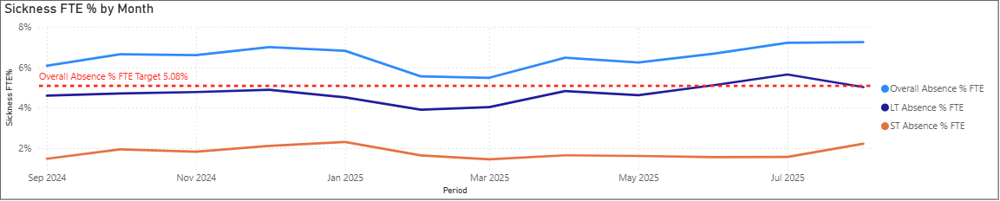 Sickness FTE % by Month
8%
6%
Overall Absence % FTE Target 5.08%
4%
2%
Sickness FTE%
Sep 2024 Nov 2024 Jan 2025 Mar 2025 May 2025 Jul 2025
Period
Overall Absence % FTE
LT Absence % FTE
ST Absence % FTE